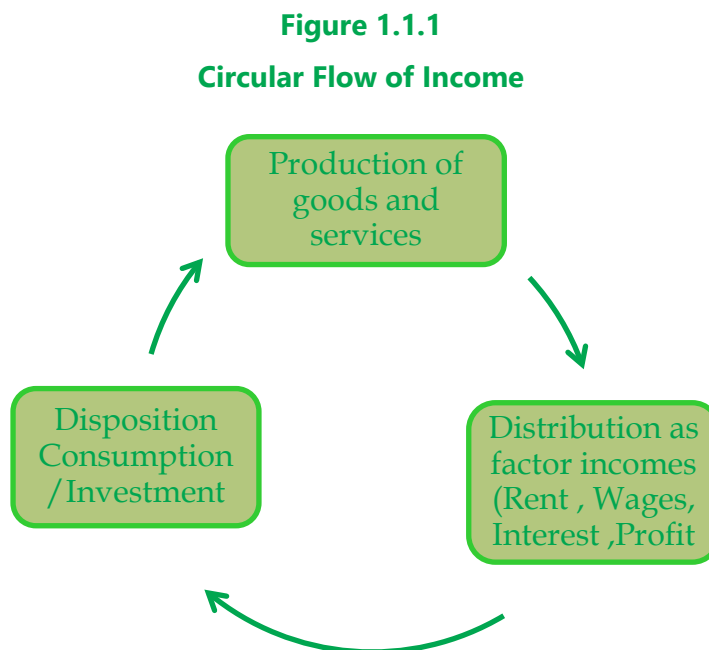 Figure 1.1.1
Circular Flow of Income
Production of
goods and
services
Disposition
Consumption
/Investment
Distribution as
factor incomes
(Rent , Wages,
Interest ,Profit